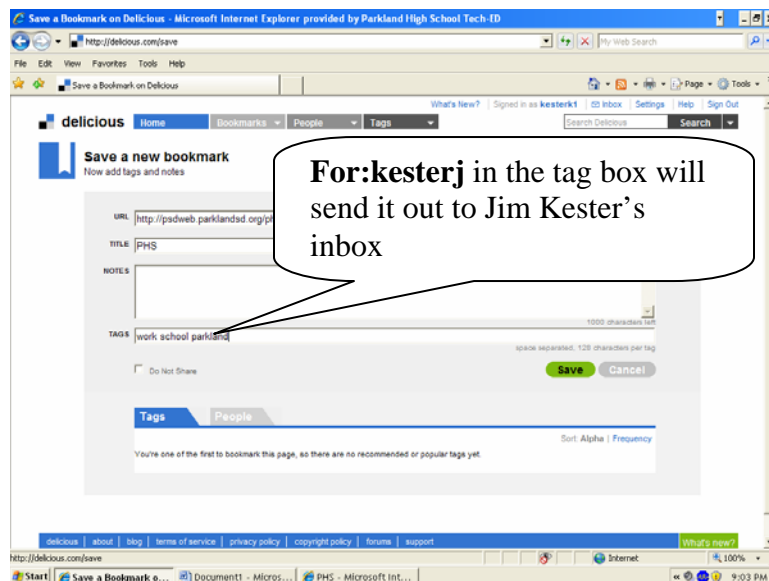 Save a Bookmark on Delicious - Microsoft Internet Explorer provided by Parkland High School Tech-ED
http://delicious.com/save
My Web Search
File Edit View Favorites Tools Help
Save a Bookmark on Delicious
Page Tools
What's New? Signed in as kesterk1 Inbox Settings Help Sign Out
delicious Home Bookmarks People Tags Search Delicious Search
Save a new bookmark
Now add tags and notes
For:kesterj in the tag box will
send it out to Jim Kester's
inbox
URL http://psdweb.parklandsd.org/
TITLE PHS
NOTES
1000 characters left
TAGS work school parkland
space separated, 128 characters per tag
Do Not Share
Save Cancel
Tags People
Sort: Alpha | Frequency
You're one of the first to bookmark this page, so there are no recommended or popular tags yet.
delicious | about | blog | terms of service | privacy policy | copyright policy | forums | support What's new?
http://delicious.com/save Internet 100%
Start Save a Bookmark o... Document1 - Micros... PHS - Microsoft Int... 9:03 PM